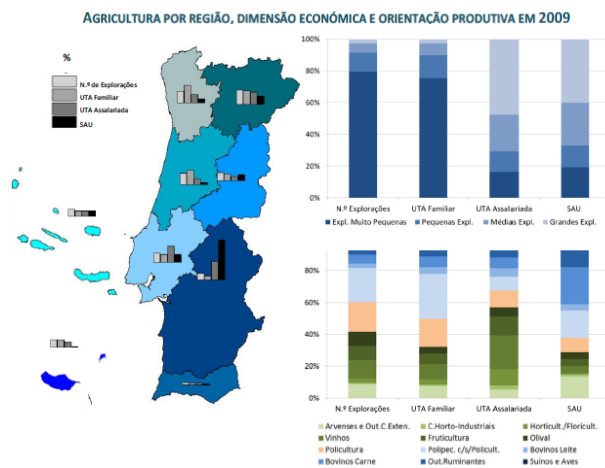 AGRICULTURA POR REGIÃO, DIMENSÃO ECONÓMICA E ORIENTAÇÃO PRODUTIVA EM 2009
%
N.º de Explorações
UTA Familiar
UTA Assalariada
SAU
100%
80%
60%
40%
20%
0%
N.º Explorações UTA Familiar UTA Assalariada SAU
Expl. Muito Pequenas Pequenas Expl. Médias Expl. Grandes Expl.
80%
60%
40%
20%
0%
N.º Explorações UTA Familiar UTA Assalariada SAU
Arvenses e Out.C.Exten. C.Horto-Industriais Horticult./Floricult.
Vinhos Fruticultura Olival
Policultura Polipec. c/s/Policult. Bovinos Leite
Bovinos Carne Out.Ruminantes Suínos e Aves